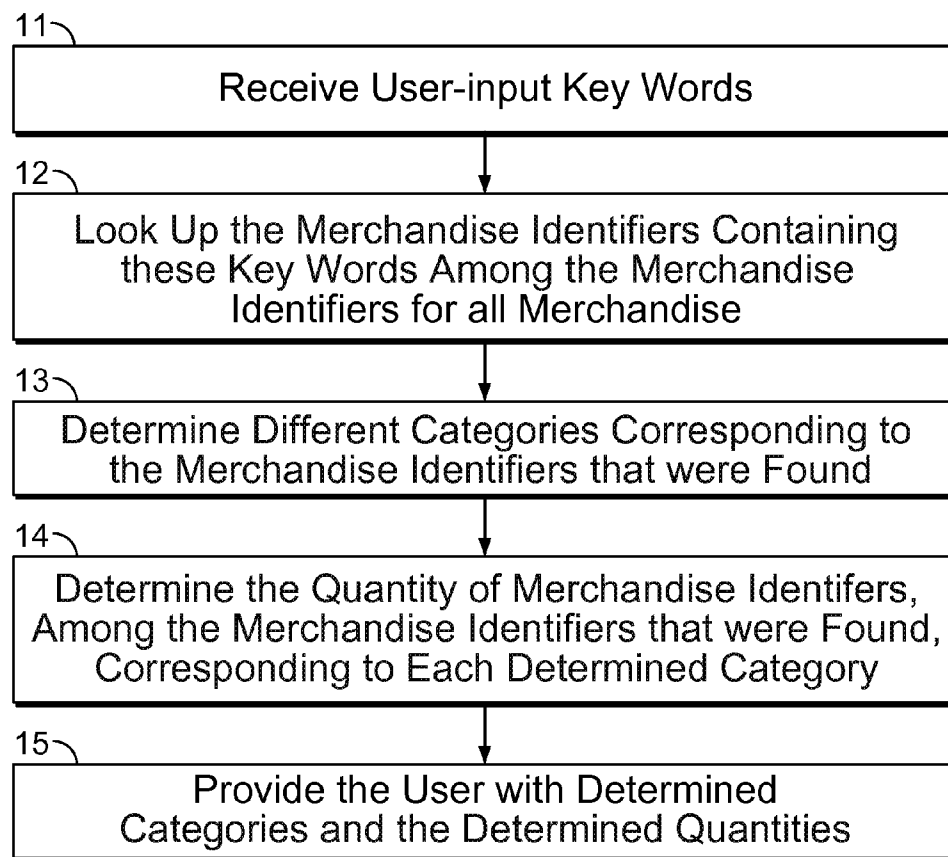 11
Receive User-input Key Words
12
Look Up the Merchandise Identifiers Containing
these Key Words Among the Merchandise
Identifiers for all Merchandise
13
Determine Different Categories Corresponding to
the Merchandise Identifiers that were Found
14
Determine the Quantity of Merchandise Identifers,
Among the Merchandise Identifiers that were Found,
Corresponding to Each Determined Category
15
Provide the User with Determined
Categories and the Determined Quantities